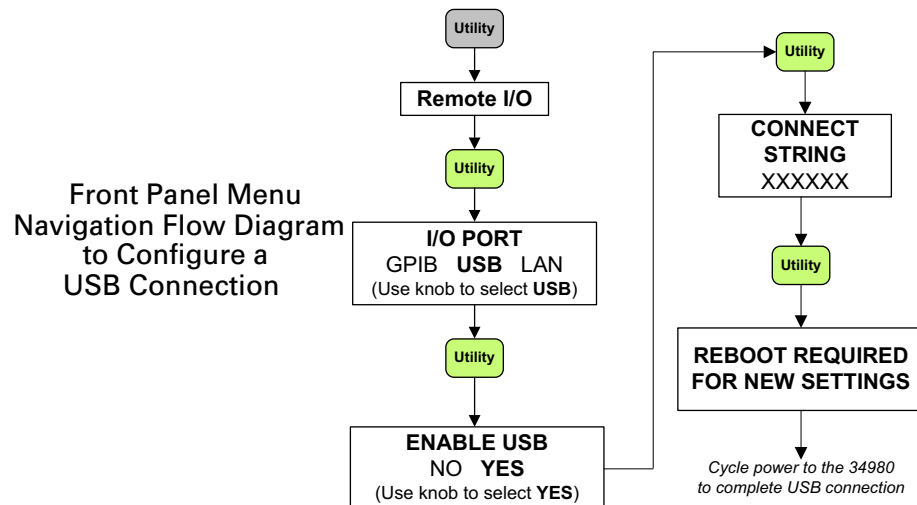 Front Panel Menu
Navigation Flow Diagram
to Configure a
USB Connection
Utility
Remote I/O
Utility
I/O PORT
GPIB USB LAN
(Use knob to select USB)
Utility
ENABLE USB
NO YES
(Use knob to select YES)
Utility
CONNECT
STRING
XXXXXX
Utility
REBOOT REQUIRED
FOR NEW SETTINGS
Cycle power to the 34980
to complete USB connection